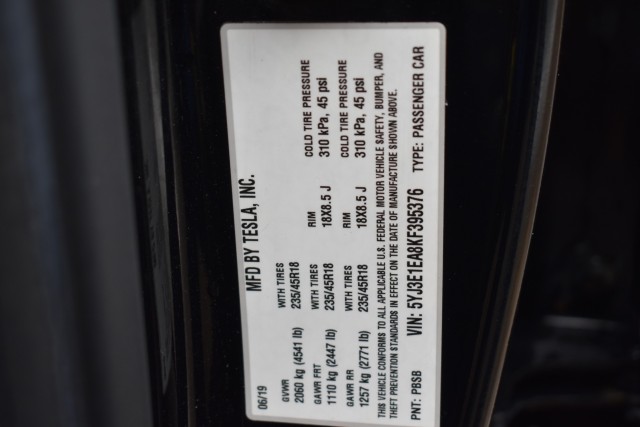 MFD BY TESLA, INC.
06/19
GVWR WITH TIRES RIM COLD TIRE PRESSURE
2060 kg (4541 lb) 235/45R18 18X8.5 J 310 kPa, 45 psi
GAWR FRT WITH TIRES RIM COLD TIRE PRESSURE
1110 kg (2447 lb) 235/45R18 18X8.5 J 310 kPa, 45 psi
GAWR RR WITH TIRES
1257 kg (2771 lb) 235/45R18
THIS VEHICLE CONFORMS TO ALL APPLICABLE U.S. FEDERAL MOTOR VEHICLE SAFETY, BUMPER, AND
THEFT PREVENTION STANDARDS IN EFFECT ON THE DATE OF MANUFACTURE SHOWN ABOVE.
PNT: PBSB VIN: 5YJ3E1EA8KF395376 TYPE: PASSENGER CAR